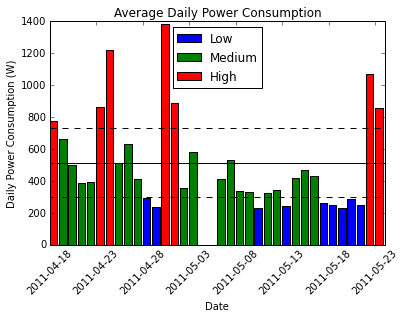 Average Daily Power Consumption
Daily Power Consumption (W)
1400
1200
1000
800
600
400
200
0
Low
Medium
High
2011-04-18
2011-04-23
2011-04-28
2011-05-03
2011-05-08
2011-05-13
2011-05-18
2011-05-23
Date